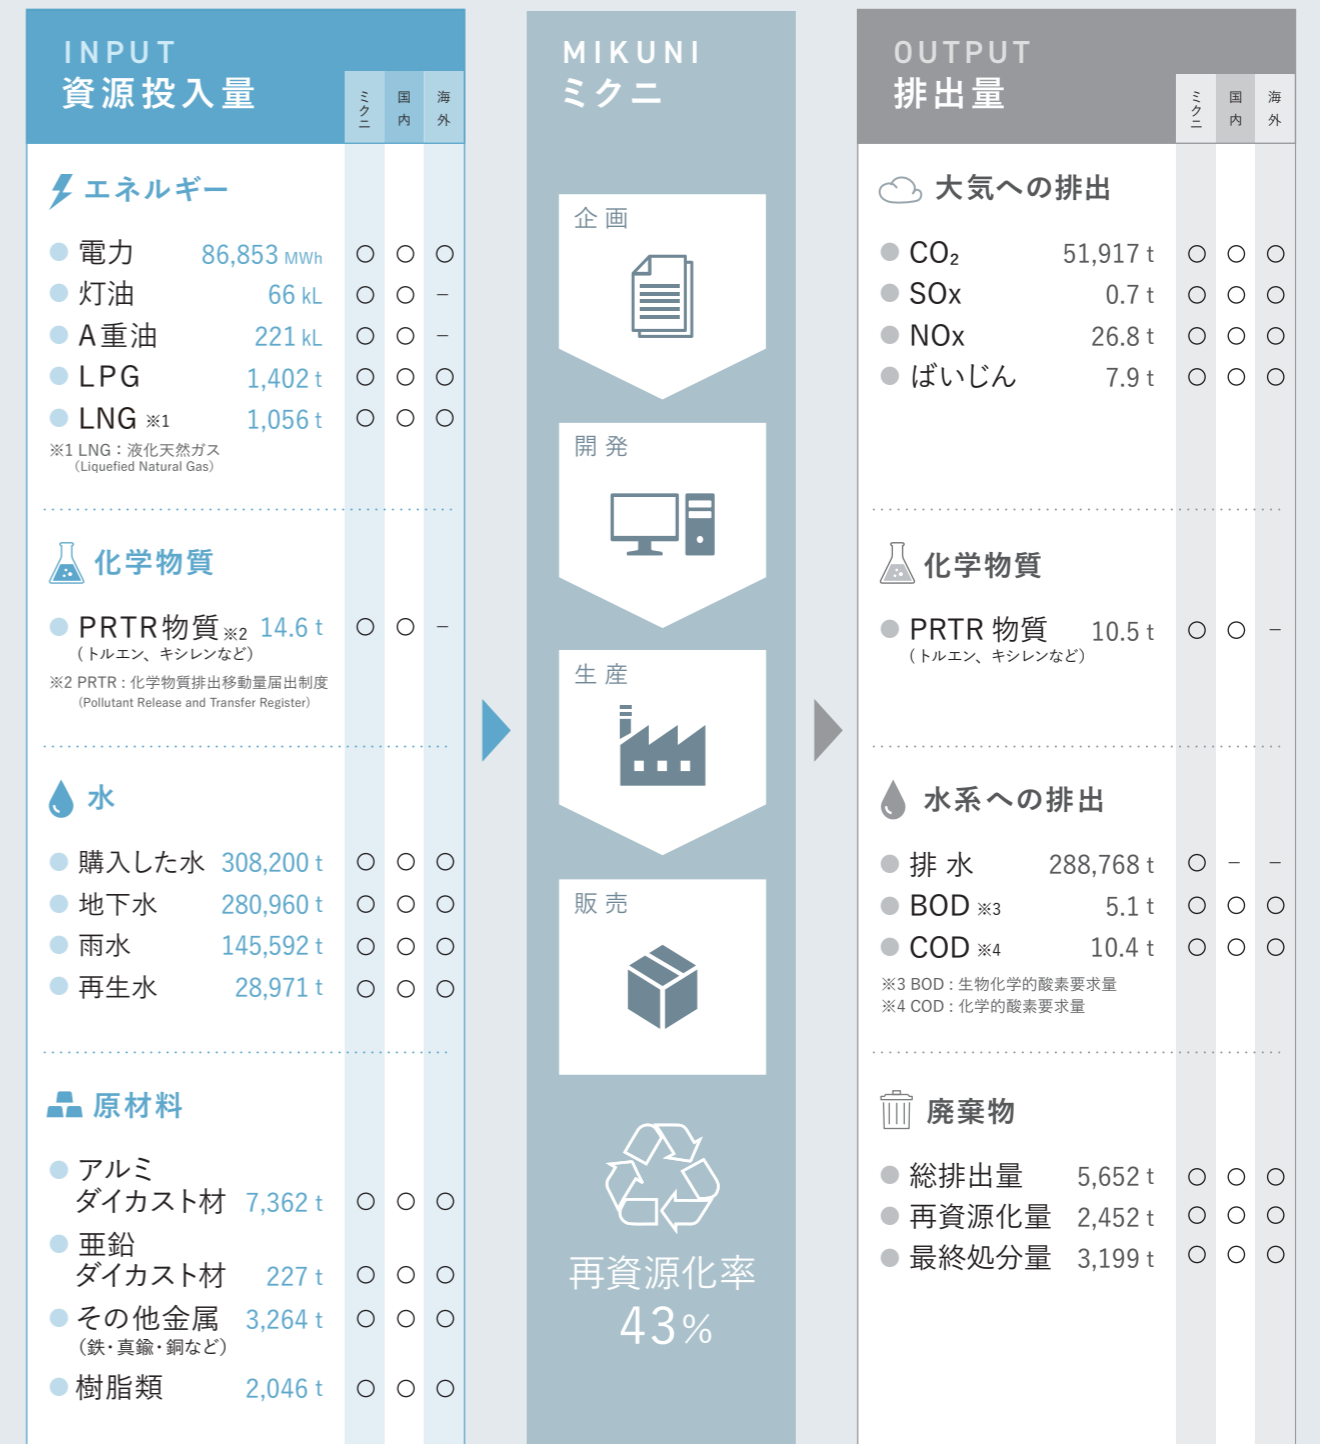 INPUT
資源投入量
ミクニ
国内
海外
エネルギー
電力 86,853 MWh ○ ○ ○
灯油 66 kL ○ ○ −
A重油 221 kL ○ ○ −
LPG 1,402 t ○ ○ ○
LNG ※1 1,056 t ○ ○ ○
※1 LNG：液化天然ガス
（Liquefied Natural Gas）
化学物質
PRTR物質※2 14.6 t ○ ○ −
（トルエン、キシレンなど）
※2 PRTR : 化学物質排出移動量届出制度
（Pollutant Release and Transfer Register）
水
購入した水 308,200 t ○ ○ ○
地下水 280,960 t ○ ○ ○
雨水 145,592 t ○ ○ ○
再生水 28,971 t ○ ○ ○
原材料
アルミ
ダイカスト材 7,362 t ○ ○ ○
亜鉛
ダイカスト材 227 t ○ ○ ○
その他金属 3,264 t ○ ○ ○
（鉄・真鍮・銅など）
樹脂類 2,046 t ○ ○ ○
MIKUNI
ミクニ
企画
開発
生産
販売
再資源化率
43%
OUTPUT
排出量
ミクニ
国内
海外
大気への排出
CO₂ 51,917 t ○ ○ ○
SOx 0.7 t ○ ○ ○
NOx 26.8 t ○ ○ ○
ばいじん 7.9 t ○ ○ ○
化学物質
PRTR 物質 10.5 t ○ ○ −
（トルエン、キシレンなど）
水系への排出
排 水 288,768 t ○ − −
BOD ※3 5.1 t ○ ○ ○
COD ※4 10.4 t ○ ○ ○
※3 BOD : 生物化学的酸素要求量
※4 COD : 化学的酸素要求量
廃棄物
総排出量 5,652 t ○ ○ ○
再資源化量 2,452 t ○ ○ ○
最終処分量 3,199 t ○ ○ ○